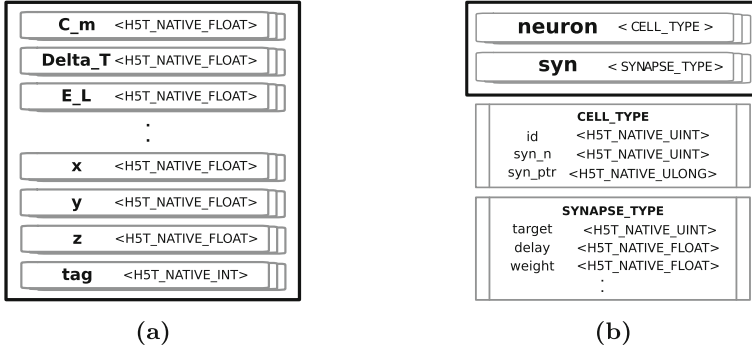 C_m <H5T_NATIVE_FLOAT>
Delta_T <H5T_NATIVE_FLOAT>
E_L <H5T_NATIVE_FLOAT>
:
x <H5T_NATIVE_FLOAT>
y <H5T_NATIVE_FLOAT>
z <H5T_NATIVE_FLOAT>
tag <H5T_NATIVE_INT>
(a)
neuron < CELL_TYPE >
syn < SYNAPSE_TYPE>
CELL_TYPE
id <H5T_NATIVE_UINT>
syn_n <H5T_NATIVE_UINT>
syn_ptr <H5T_NATIVE_ULONG>
SYNAPSE_TYPE
target <H5T_NATIVE_UINT>
delay <H5T_NATIVE_FLOAT>
weight <H5T_NATIVE_FLOAT>
:
(b)